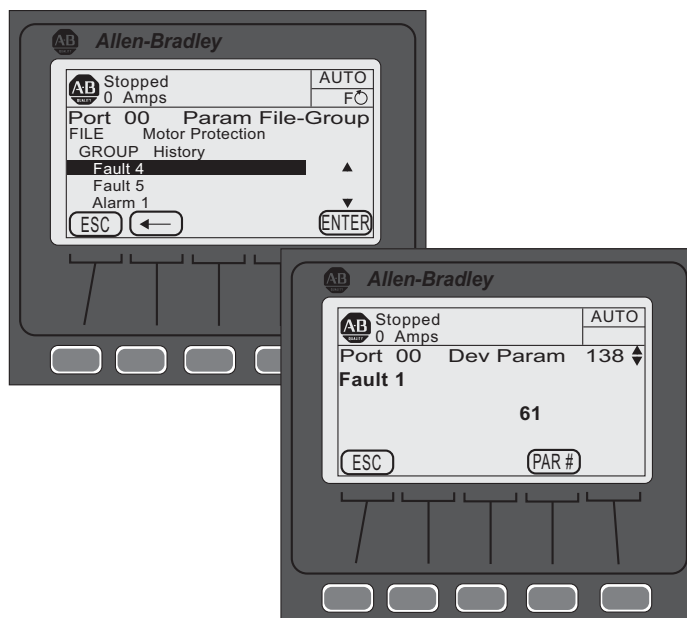 AB Allen-Bradley
AB QUALITY
Stopped
0 Amps
AUTO
F
Port 00 Param File-Group
FILE Motor Protection
GROUP History
Fault 4
Fault 5
Alarm 1
ESC
ENTER
AB Allen-Bradley
AB QUALITY
Stopped
0 Amps
AUTO
Port 00 Dev Param 138
Fault 1
61
ESC
PAR #